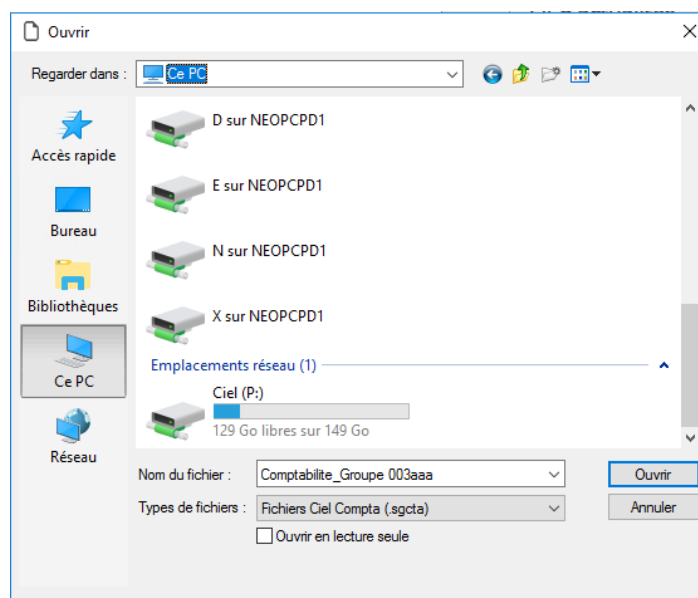 Ouvrir
Regarder dans :
Ce PC
Accès rapide
Bureau
Bibliothèques
Ce PC
Réseau
D sur NEOPCPD1
E sur NEOPCPD1
N sur NEOPCPD1
X sur NEOPCPD1
Emplacements réseau (1)
Ciel (P:)
129 Go libres sur 149 Go
Nom du fichier :
Comptabilite_Groupe 003aaa
Ouvrir
Types de fichiers :
Fichiers Ciel Compta (.sgcta)
Annuler
Ouvrir en lecture seule